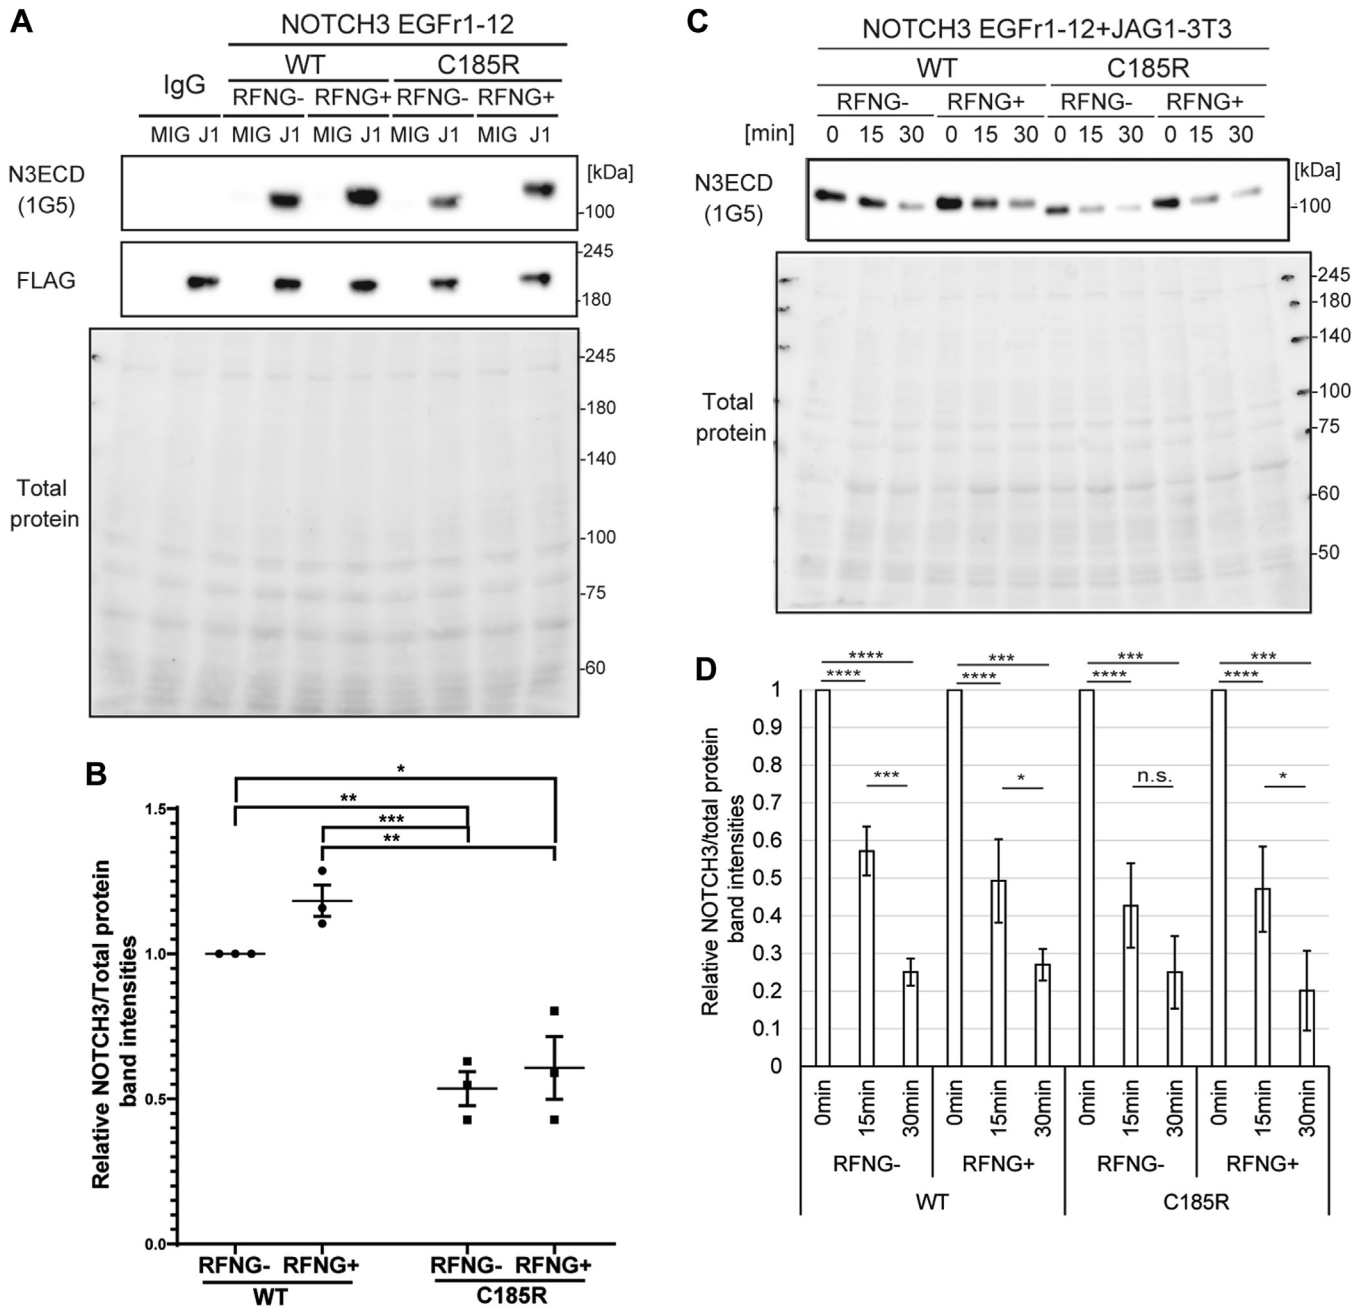 A
NOTCH3 EGFr1-12
IgG WT C185R
RFNG- RFNG+ RFNG- RFNG+
MIG J1 MIG J1 MIG J1 MIG J1 MIG J1
N3ECD
(1G5)
[kDa]
-100
FLAG
-245
-180
Total
protein
-245
-180
-140
-100
-75
-60
B
* 
**
***
**
Relative NOTCH3/Total protein
band intensities
1.5
1.0
0.5
0.0
RFNG- RFNG+ RFNG- RFNG+
WT C185R
C
NOTCH3 EGFr1-12+JAG1-3T3
WT C185R
RFNG- RFNG+ RFNG- RFNG+
[min] 0 15 30 0 15 30 0 15 30 0 15 30
N3ECD
(1G5)
[kDa]
-100
Total
protein
-245
-180
-140
-100
-75
-60
-50
D
**** *** *** ***
**** **** **** ****
*** * n.s. *
Relative NOTCH3/total protein
band intensities
1
0.9
0.8
0.7
0.6
0.5
0.4
0.3
0.2
0.1
0
0min 15min 30min 0min 15min 30min 0min 15min 30min 0min 15min 30min
RFNG- RFNG+ RFNG- RFNG+
WT C185R